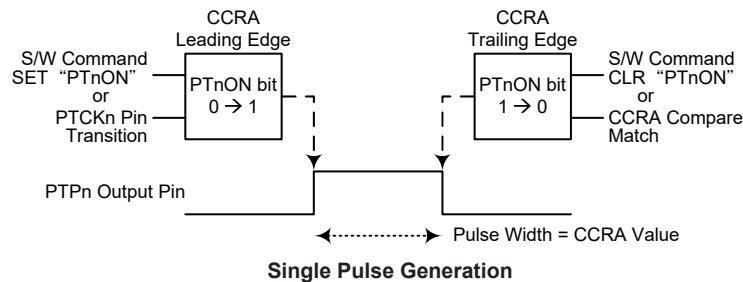 CCRA
Leading Edge
S/W Command
SET “PTnON”
or
PTCKn Pin
Transition
PTnON bit
0 → 1
CCRA
Trailing Edge
PTnON bit
1 → 0
S/W Command
CLR “PTnON”
or
CCRA Compare
Match
PTPn Output Pin
Pulse Width = CCRA Value
Single Pulse Generation